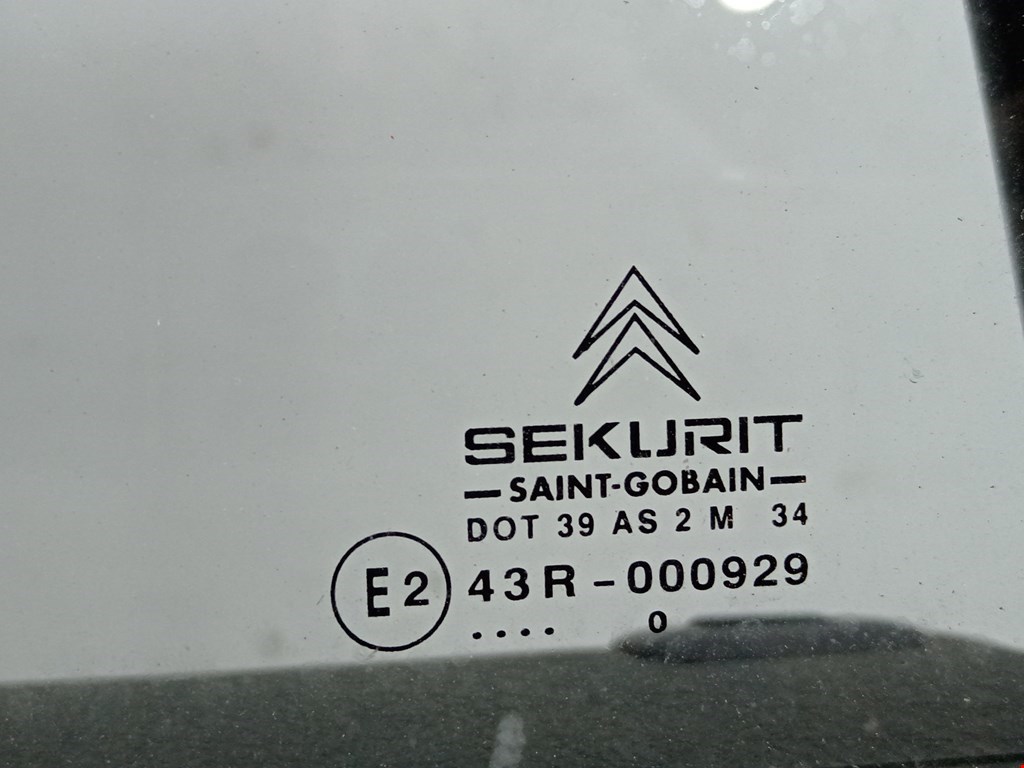 SEKURIT
SAINT-GOBAIN
DOT 39 AS 2 M 34
E2 43R-000929
.... 0